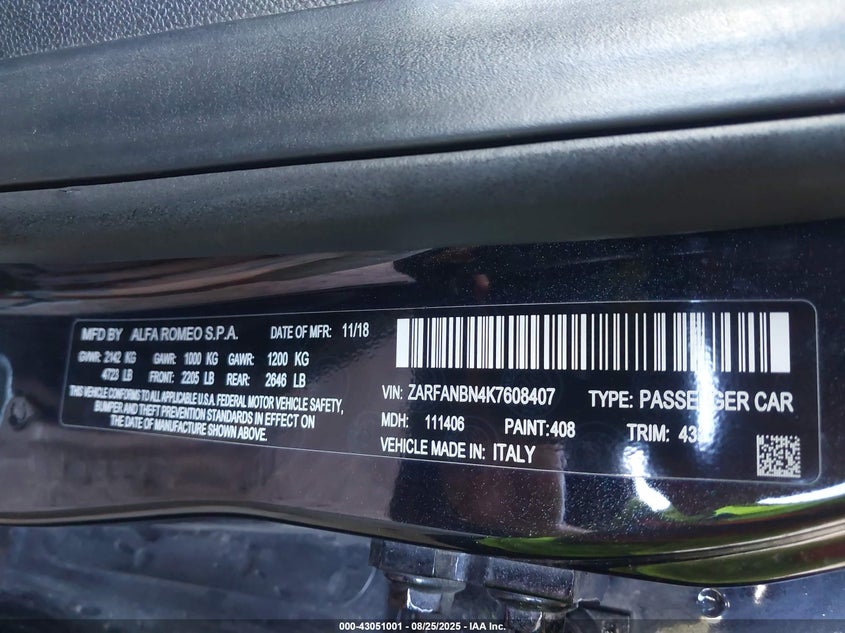 MFD BY ALFA ROMEO S.P.A. DATE OF MFR: 11/18
GVWR: 2142 KG GAWR: 1000 KG GAWR: 1200 KG
4723 LB FRONT: 2205 LB REAR: 2646 LB
THIS VEHICLE CONFORMS TO ALL APPLICABLE U.S.A. FEDERAL MOTOR VEHICLE SAFETY,
BUMPER AND THEFT PREVENTION STANDARDS IN EFFECT ON
THE DATE OF MANUFACTURE SHOWN ABOVE.
VIN: ZARFANBN4K7608407 TYPE: PASSENGER CAR
MDH: 111406 PAINT: 408 TRIM:
VEHICLE MADE IN: ITALY
000-43051001 | 08/25/2025 - IAA Inc.